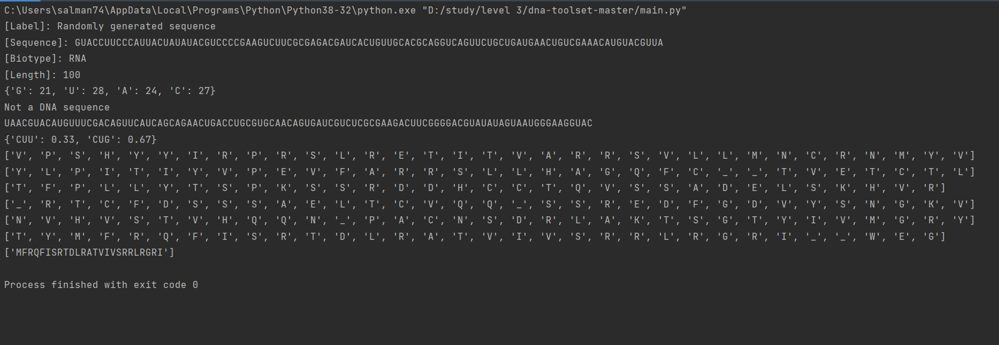 C:\Users\salman74\AppData\Local\Programs\Python\Python38-32\python.exe "D:/study/level 3/dna-toolset-master/main.py"
[Label]: Randomly generated sequence
[Sequence]: GUACCUUCCCAUUACUAUAUACGUCCCCGAAGUCUUCGCGAGACGAUCACUGUUGCACGCAGGUCAGUUCUGCUGAUGAACUGUCGAAACAUGUACGUUA
[Biotype]: RNA
[Length]: 100
{'G': 21, 'U': 28, 'A': 24, 'C': 27}
Not a DNA sequence
UAACGUACAUGUUUCGACAGUUCAUCAGCAGAACUGACCUGCGUGCAACAGUGAUCGUCUCGCGAAGACUUCGGGGACGUAUAUAGUAAUGGGAAGGUAC
{'CUU': 0.33, 'CUG': 0.67}
['V', 'P', 'S', 'H', 'Y', 'Y', 'I', 'R', 'P', 'R', 'S', 'L', 'R', 'E', 'T', 'I', 'T', 'V', 'A', 'R', 'R', 'S', 'V', 'L', 'L', 'M', 'N', 'C', 'R', 'N', 'M', 'Y', 'V']
['Y', 'L', 'P', 'I', 'T', 'I', 'Y', 'V', 'P', 'E', 'V', 'F', 'A', 'R', 'R', 'S', 'L', 'L', 'H', 'A', 'G', 'Q', 'F', 'C', '_', '_', 'T', 'V', 'E', 'T', 'C', 'T', 'L']
['T', 'F', 'P', 'L', 'L', 'Y', 'T', 'S', 'P', 'K', 'S', 'S', 'R', 'D', 'D', 'H', 'C', 'C', 'T', 'Q', 'V', 'S', 'S', 'A', 'D', 'E', 'L', 'S', 'K', 'H', 'V', 'R']
['_', 'R', 'T', 'C', 'F', 'D', 'S', 'S', 'S', 'A', 'E', 'L', 'T', 'C', 'V', 'Q', 'Q', '_', 'S', 'S', 'R', 'E', 'D', 'F', 'G', 'D', 'V', 'Y', 'S', 'N', 'G', 'K', 'V']
['N', 'V', 'H', 'V', 'S', 'T', 'V', 'H', 'Q', 'Q', 'N', '_', 'P', 'A', 'C', 'N', 'S', 'D', 'R', 'L', 'A', 'K', 'T', 'S', 'G', 'T', 'Y', 'I', 'V', 'M', 'G', 'R', 'Y']
['T', 'Y', 'M', 'F', 'R', 'Q', 'F', 'I', 'S', 'R', 'T', 'D', 'L', 'R', 'A', 'T', 'V', 'I', 'V', 'S', 'R', 'R', 'L', 'R', 'G', 'R', 'I', '_', '_', 'W', 'E', 'G']
['MFRQFISRTDLRATVIVSRRLRGRI']
Process finished with exit code 0